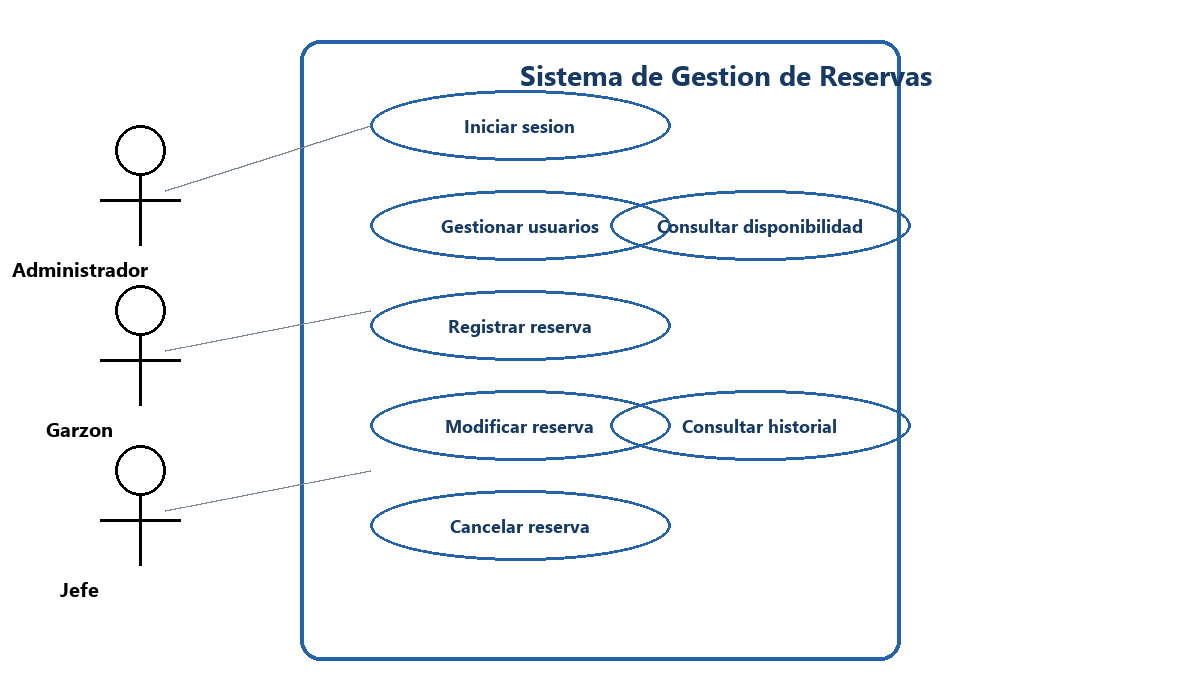 Sistema de Gestion de Reservas
Iniciar sesion
Gestionar usuarios
Consultar disponibilidad
Administrador
Registrar reserva
Garzon
Modificar reserva
Consultar historial
Cancelar reserva
Jefe